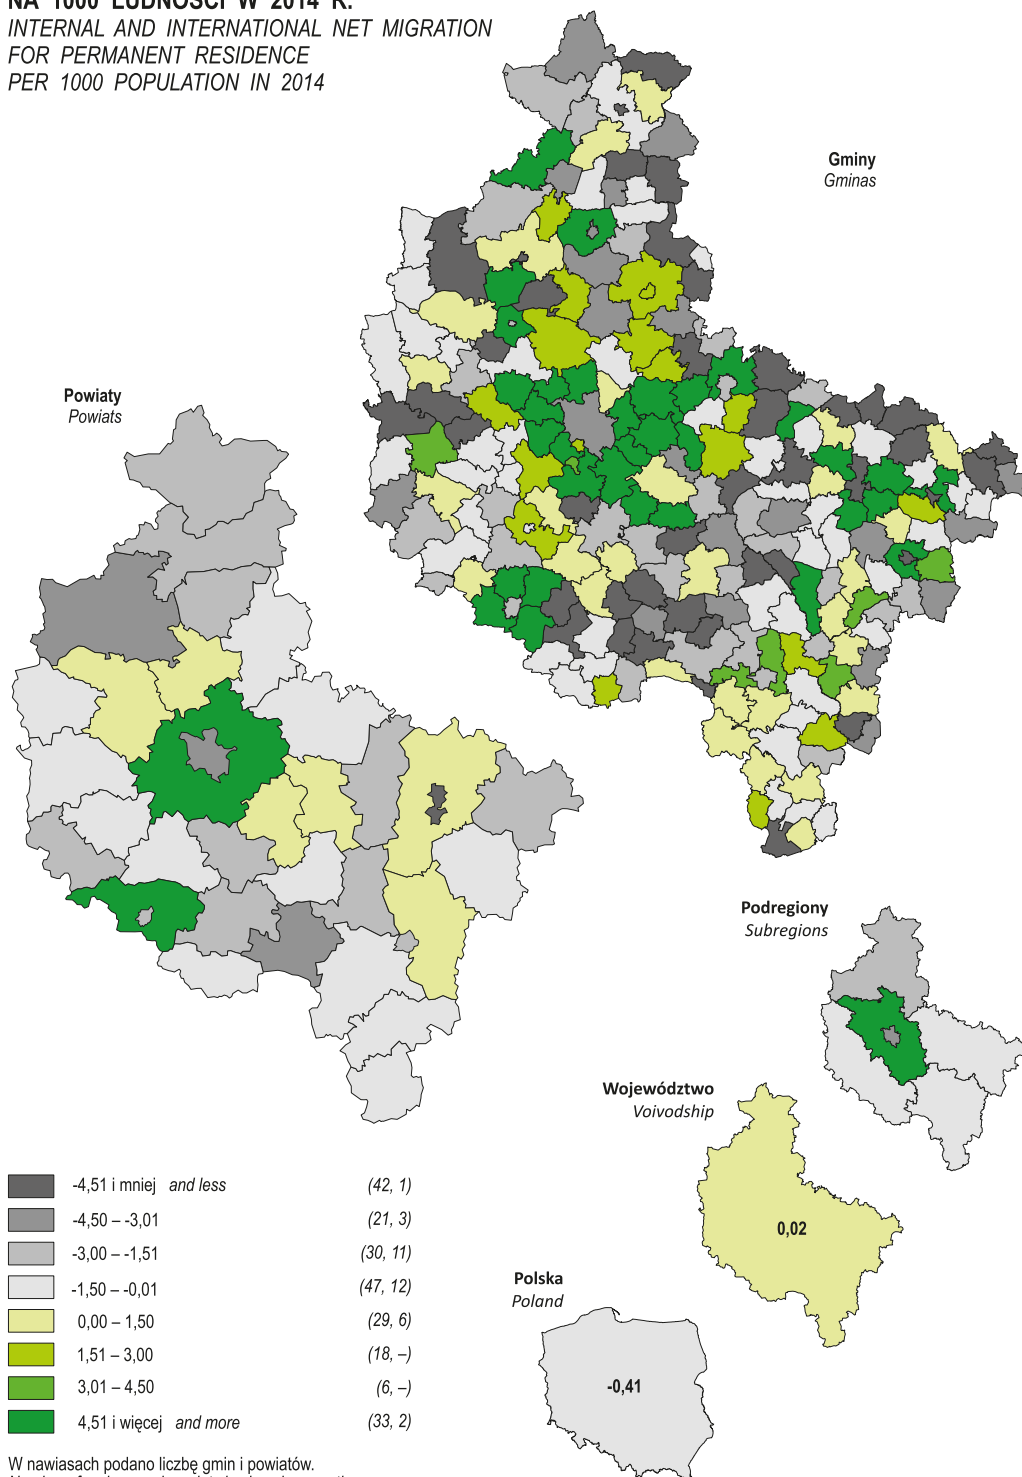 NA 1000 LUDNOŚCI W 2014 R.
INTERNAL AND INTERNATIONAL NET MIGRATION
FOR PERMANENT RESIDENCE
PER 1000 POPULATION IN 2014
Gminy
Gminas
Powiaty
Powiats
Podregiony
Subregions
Województwo
Voivodship
0,02
Polska
Poland
-0,41
-4,51 i mniej and less (42, 1)
-4,50 – -3,01 (21, 3)
-3,00 – -1,51 (30, 11)
-1,50 – -0,01 (47, 12)
0,00 – 1,50 (29, 6)
1,51 – 3,00 (18, –)
3,01 – 4,50 (6, –)
4,51 i więcej and more (33, 2)
W nawiasach podano liczbę gmin i powiatów.